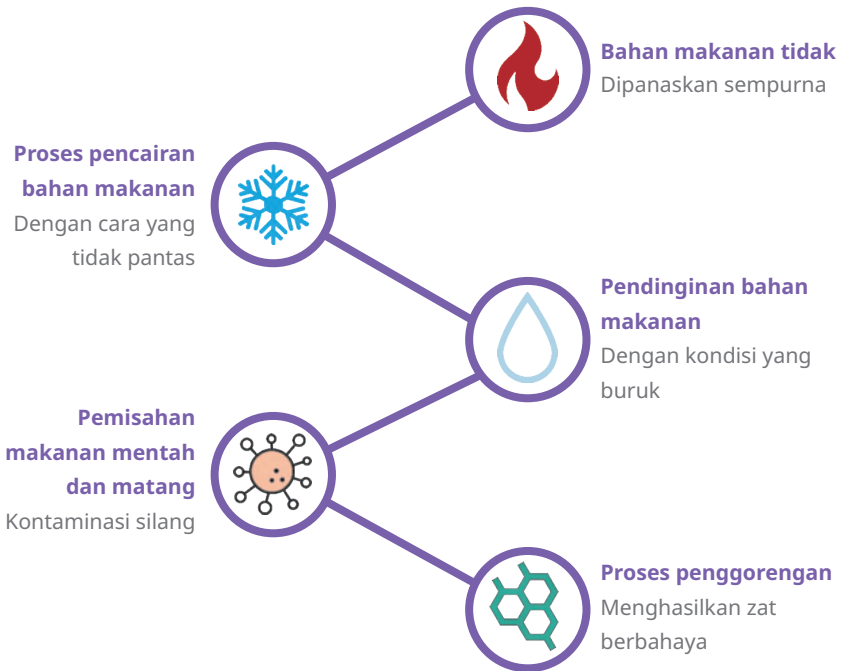 Bahan makanan tidak
Dipanaskan sempurna
Proses pencairan
bahan makanan
Dengan cara yang
tidak pantas
Pendinginan bahan
makanan
Dengan kondisi yang
buruk
Pemisahan
makanan mentah
dan matang
Kontaminasi silang
Proses penggorengan
Menghasilkan zat
berbahaya